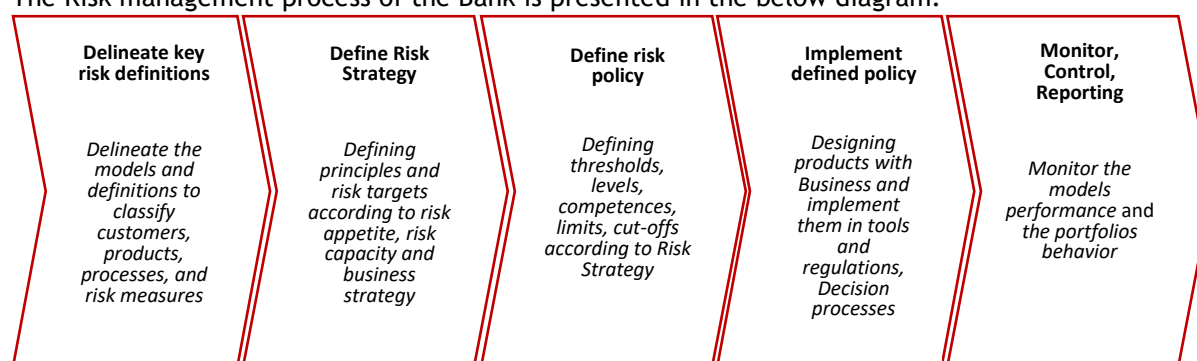 The Risk management process of the Bank is presented in the below diagram:
Delineate key
risk definitions
Delineate the
models and
definitions to
classify
customers,
products,
processes, and
risk measures
Define Risk
Strategy
Defining
principles and
risk targets
according to risk
appetite, risk
capacity and
business
strategy
Define risk
policy
Defining
thresholds,
levels,
competences,
limits, cut-offs
according to Risk
Strategy
Implement
defined policy
Designing
products with
Business and
implement
them in tools
and
regulations,
Decision
processes
Monitor,
Control,
Reporting
Monitor the
models
performance and
the portfolios
behavior